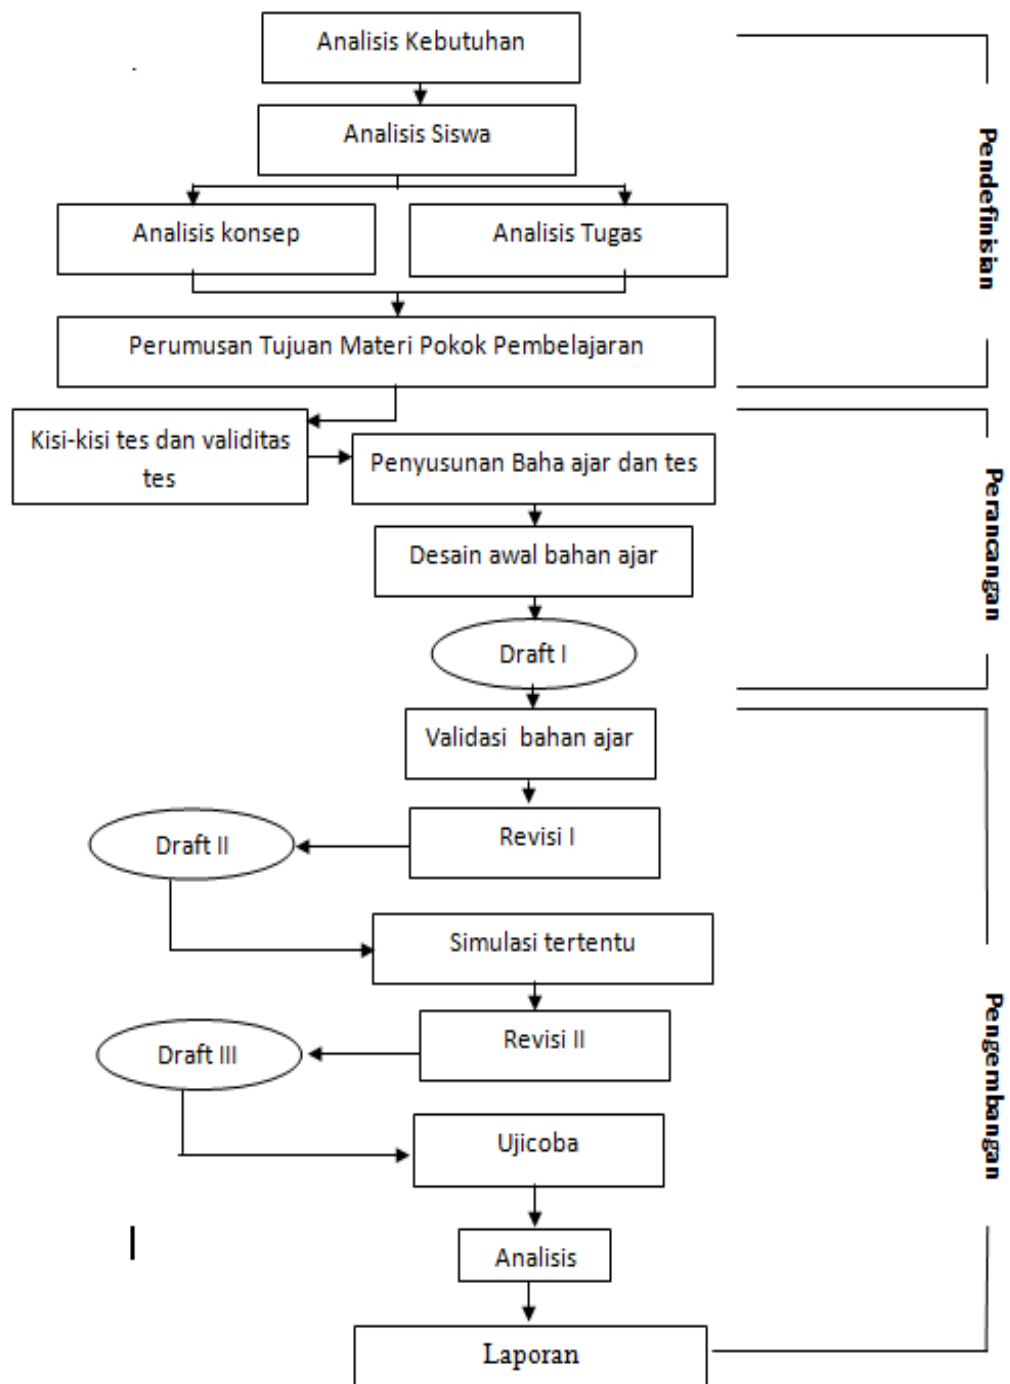 Analisis Kebutuhan
Analisis Siswa
Analisis konsep
Analisis Tugas
Perumusan Tujuan Materi Pokok Pembelajaran
Pendefinisian
Kisi-kisi tes dan validitas
tes
Penyusunan Baha ajar dan tes
Desain awal bahan ajar
Draft I
Perancangan
Validasi bahan ajar
Revisi I
Draft II
Simulasi tertentu
Revisi II
Draft III
Ujicoba
Analisis
Laporan
Pengembangan